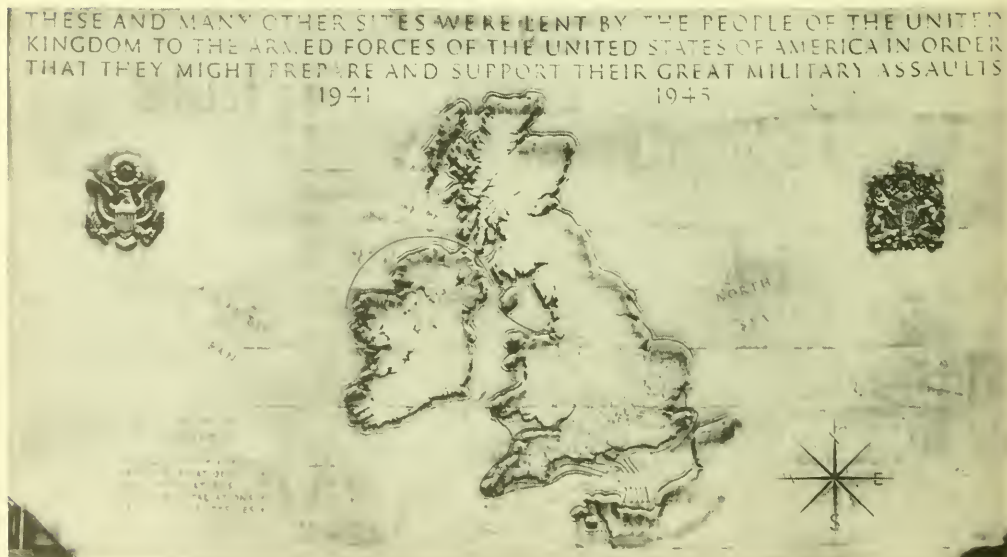 THESE AND MANY OTHER SITES WERE LENT BY THE PEOPLE OF THE UNITED
KINGDOM TO THE ARMED FORCES OF THE UNITED STATES OF AMERICA IN ORDER
THAT THEY MIGHT PREPARE AND SUPPORT THEIR GREAT MILITARY ASSAULTS
1941 1945
NORTH
SEA
E
S